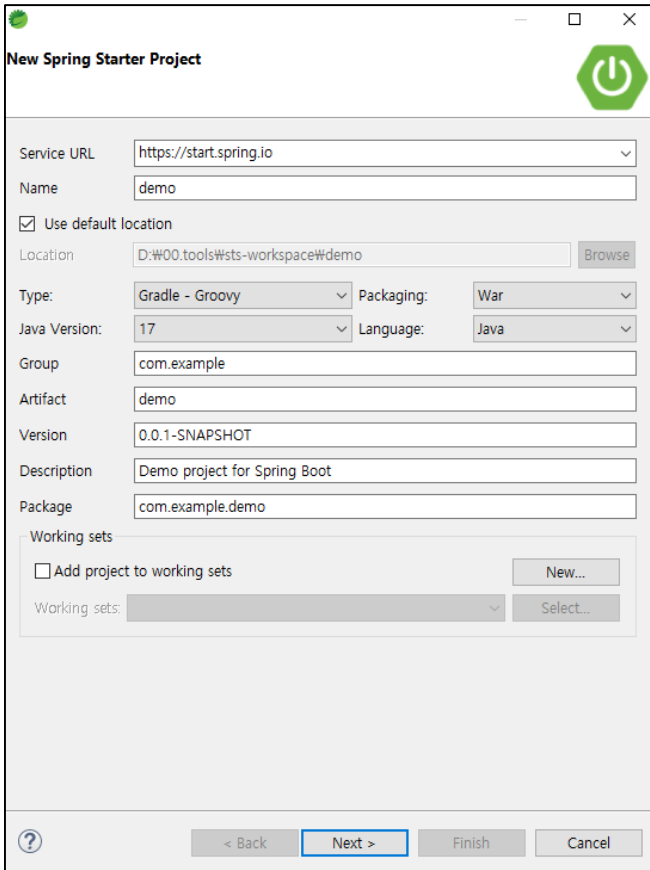 New Spring Starter Project
Service URL https://start.spring.io
Name demo
Use default location
Location D:₩00.tools₩sts-workspace₩demo Browse
Type: Gradle - Groovy Packaging: War
Java Version: 17 Language: Java
Group com.example
Artifact demo
Version 0.0.1-SNAPSHOT
Description Demo project for Spring Boot
Package com.example.demo
Working sets
Add project to working sets New...
Working sets: Select...
? < Back Next > Finish Cancel